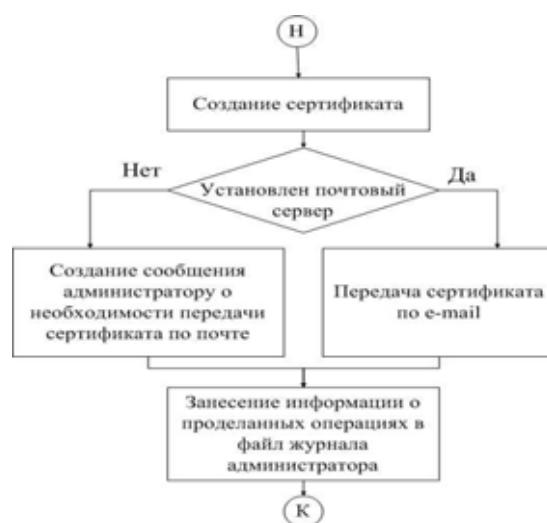 Н
Создание сертификата
Нет
Да
Установлен почтовый
сервер
Создание сообщения
администратору о
необходимости передачи
сертификата по почте
Передача сертификата
по e-mail
Занесение информации о
проделанных операциях в
файл журнала
администратора
К